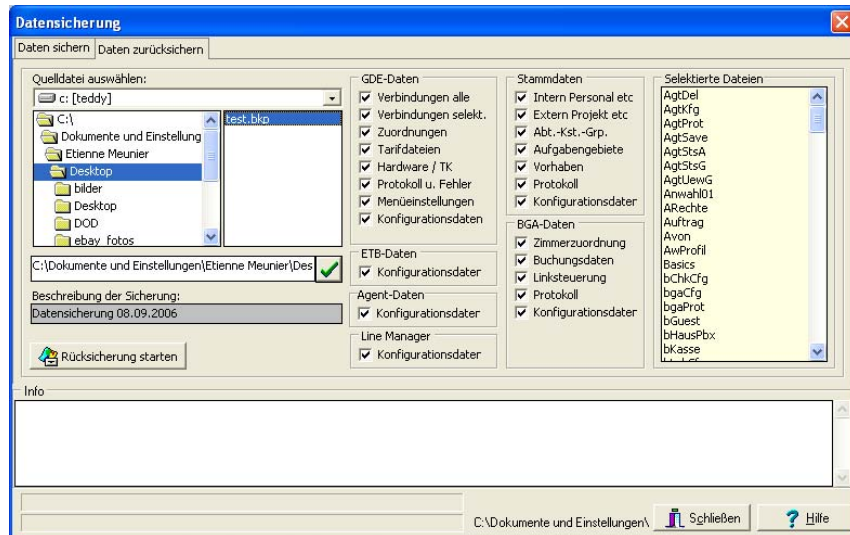 Datensicherung
Daten sichern
Daten zurücksichern
Quelldatei auswählen:
c: [teddy]
C:\
Dokumente und Einstellung
Etienne Meunier
Desktop
bilder
Desktop
DOD
ebay_fotos
test.bkp
C:\Dokumente und Einstellungen\Etienne Meunier\Des
Beschreibung der Sicherung:
Datensicherung 08.09.2006
Rücksicherung starten
GDE-Daten
Verbindungen alle
Verbindungen selekt.
Zuordnungen
Tarifdateien
Hardware / TK
Protokoll u. Fehler
Menüeinstellungen
Konfigurationsdaten
ETB-Daten
Konfigurationsdater
Agent-Daten
Konfigurationsdater
Line Manager
Konfigurationsdater
Stammdaten
Intern Personal etc
Extern Projekt etc
Abt.-Kst.-Grp.
Aufgabengebiete
Vorhaben
Protokoll
Konfigurationsdater
BGA-Daten
Zimmerzuordnung
Buchungsdaten
Linksteuerung
Protokoll
Konfigurationsdater
Selektierte Dateien
AgtDel
AgtKfg
AgtProt
AgtSave
AgtStsA
AgtStsG
AgtUewG
Anwahl01
ARechte
Auftrag
Avon
AwProfil
Basics
bChkCfg
bgaCfg
bgaProt
bGuest
bHausPbx
bKasse
Info
C:\Dokumente und Einstellungen\
Schließen
Hilfe